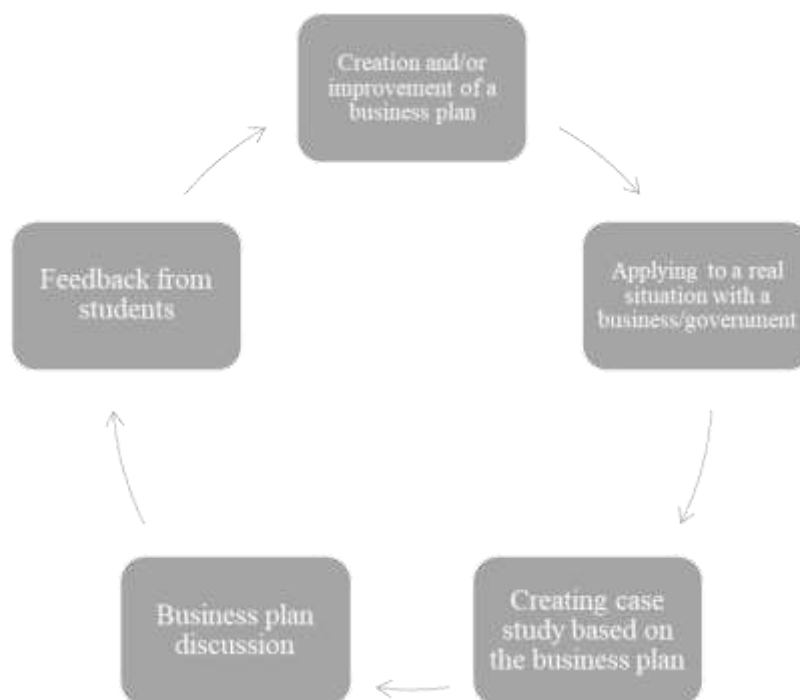 Creation and/or
improvement of a
business plan
Applying to a real
situation with a
business/government
Creating case
study based on
the business plan
Business plan
discussion
Feedback from
students